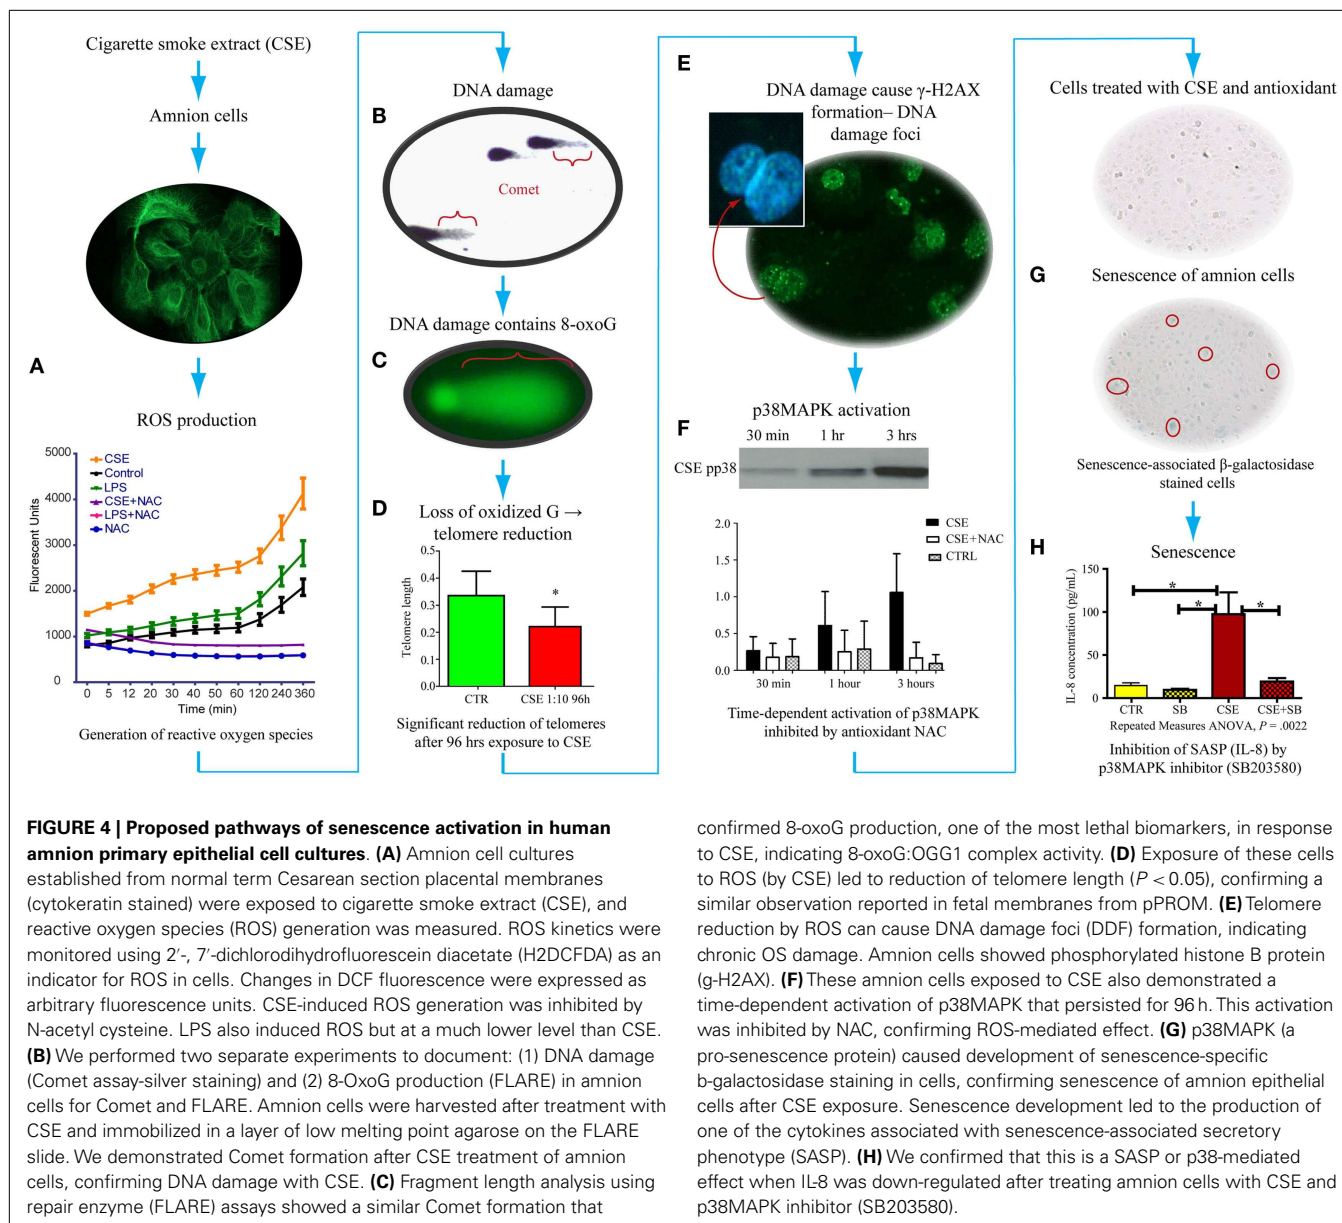 Cigarette smoke extract (CSE)
Amnion cells
A
ROS production
5000
4000
3000
2000
1000
0
Fluorescent Units
CSE
Control
LPS
CSE+NAC
LPS+NAC
NAC
0 5 12 20 30 40 50 60 120 240 360
Time (min)
Generation of reactive oxygen species
DNA damage
B
Comet
DNA damage contains 8-oxoG
C
D
Loss of oxidized G →
telomere reduction
0.5
0.4
0.3
0.2
0.1
0.0
Telomere length
*
CTR CSE 1:10 96h
Significant reduction of telomeres
after 96 hrs exposure to CSE
E
DNA damage cause γ-H2AX
formation– DNA
damage foci
p38MAPK activation
F
30 min 1 hr 3 hrs
CSE pp38
CSE
CSE+NAC
CTRL
2.0
1.5
1.0
0.5
0.0
30 min 1 hour 3 hours
Time-dependent activation of p38MAPK
inhibited by antioxidant NAC
Cells treated with CSE and antioxidant
G
Senescence of amnion cells
Senescence-associated β-galactosidase
stained cells
H
Senescence
150
100
50
0
IL-8 concentration (pg/mL)
*
* *
CTR SB CSE CSE+SB
Repeated Measures ANOVA, P = .0022
Inhibition of SASP (IL-8) by
p38MAPK inhibitor (SB203580)
FIGURE 4 | Proposed pathways of senescence activation in human
amnion primary epithelial cell cultures. (A) Amnion cell cultures
established from normal term Cesarean section placental membranes
(cytokeratin stained) were exposed to cigarette smoke extract (CSE), and
reactive oxygen species (ROS) generation was measured. ROS kinetics were
monitored using 2′-, 7′-dichlorodihydrofluorescein diacetate (H2DCFDA) as an
indicator for ROS in cells. Changes in DCF fluorescence were expressed as
arbitrary fluorescence units. CSE-induced ROS generation was inhibited by
N-acetyl cysteine. LPS also induced ROS but at a much lower level than CSE.
(B) We performed two separate experiments to document: (1) DNA damage
(Comet assay-silver staining) and (2) 8-OxoG production (FLARE) in amnion
cells for Comet and FLARE. Amnion cells were harvested after treatment with
CSE and immobilized in a layer of low melting point agarose on the FLARE
slide. We demonstrated Comet formation after CSE treatment of amnion
cells, confirming DNA damage with CSE. (C) Fragment length analysis using
repair enzyme (FLARE) assays showed a similar Comet formation that
confirmed 8-oxoG production, one of the most lethal biomarkers, in response
to CSE, indicating 8-oxoG:OGG1 complex activity. (D) Exposure of these cells
to ROS (by CSE) led to reduction of telomere length (P < 0.05), confirming a
similar observation reported in fetal membranes from pPROM. (E) Telomere
reduction by ROS can cause DNA damage foci (DDF) formation, indicating
chronic OS damage. Amnion cells showed phosphorylated histone B protein
(g-H2AX). (F) These amnion cells exposed to CSE also demonstrated a
time-dependent activation of p38MAPK that persisted for 96 h. This activation
was inhibited by NAC, confirming ROS-mediated effect. (G) p38MAPK (a
pro-senescence protein) caused development of senescence-specific
b-galactosidase staining in cells, confirming senescence of amnion epithelial
cells after CSE exposure. Senescence development led to the production of
one of the cytokines associated with senescence-associated secretory
phenotype (SASP). (H) We confirmed that this is a SASP or p38-mediated
effect when IL-8 was down-regulated after treating amnion cells with CSE and
p38MAPK inhibitor (SB203580).